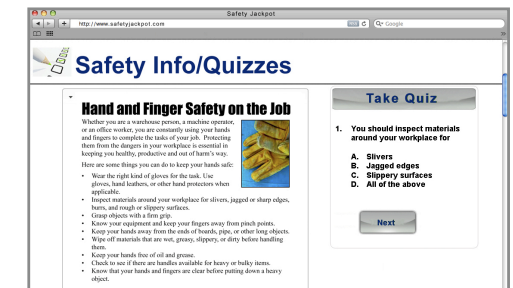 Safety Jackpot
http://www.safetyjackpot.com
Google
Safety Info/Quizzes
Hand and Finger Safety on the Job
Whether you are a warehouse person, a machine operator,
or an office worker, you are constantly using your hands
and fingers to complete the tasks of your job. Protecting
them from the dangers in your workplace is essential in
keeping you healthy, productive and out of harm's way.
Here are some things you can do to keep your hands safe:
• Wear the right kind of gloves for the task. Use
gloves, hand leathers, or other hand protectors when
applicable.
• Inspect materials around your workplace for slivers, jagged or sharp edges,
burrs, and rough or slippery surfaces.
• Grasp objects with a firm grip.
• Know your equipment and keep your fingers away from pinch points.
• Keep your hands away from the ends of boards, pipe, or other long objects.
• Wipe off materials that are wet, greasy, slippery, or dirty before handling
them.
• Keep your hands free of oil and grease.
• Check to see if there are handles available for heavy or bulky items.
• Know that your hands and fingers are clear before putting down a heavy
object.
Take Quiz
1. You should inspect materials
around your workplace for
A. Slivers
B. Jagged edges
C. Slippery surfaces
D. All of the above
Next